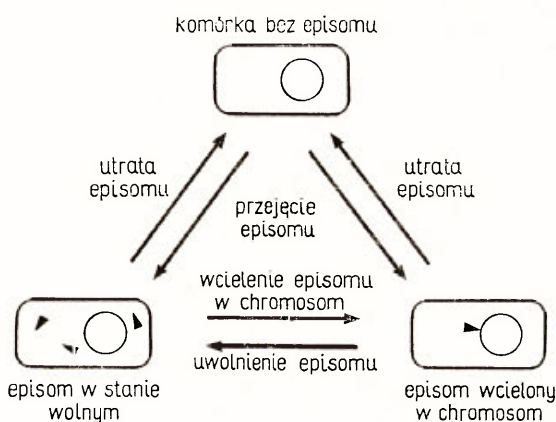 komórka bez episomu
utrata
episomu
utrata
episomu
przejęcie
episomu
wcielenie episomu
w chromosom
uwolnienie episomu
episom w stanie
wolnym
episom wcielony
w chromosom